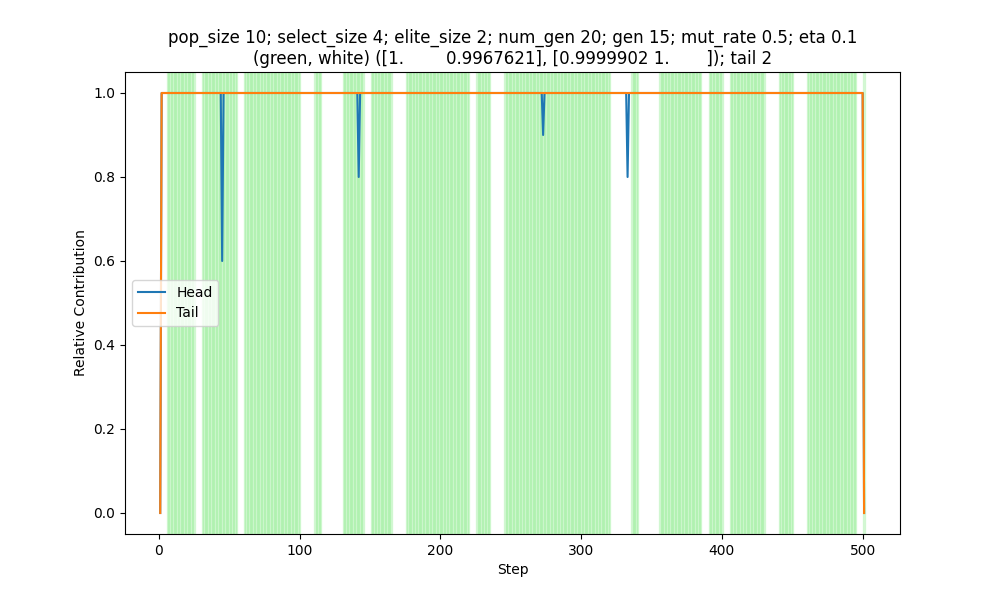 pop_size 10; select_size 4; elite_size 2; num_gen 20; gen 15; mut_rate 0.5; eta 0.1
(green, white) ([1.         0.9967621], [0.9999902 1.        ]); tail 2
1.0
0.8
0.6
0.4
0.2
0.0
Relative Contribution
Head
Tail
0
100
200
300
400
500
Step